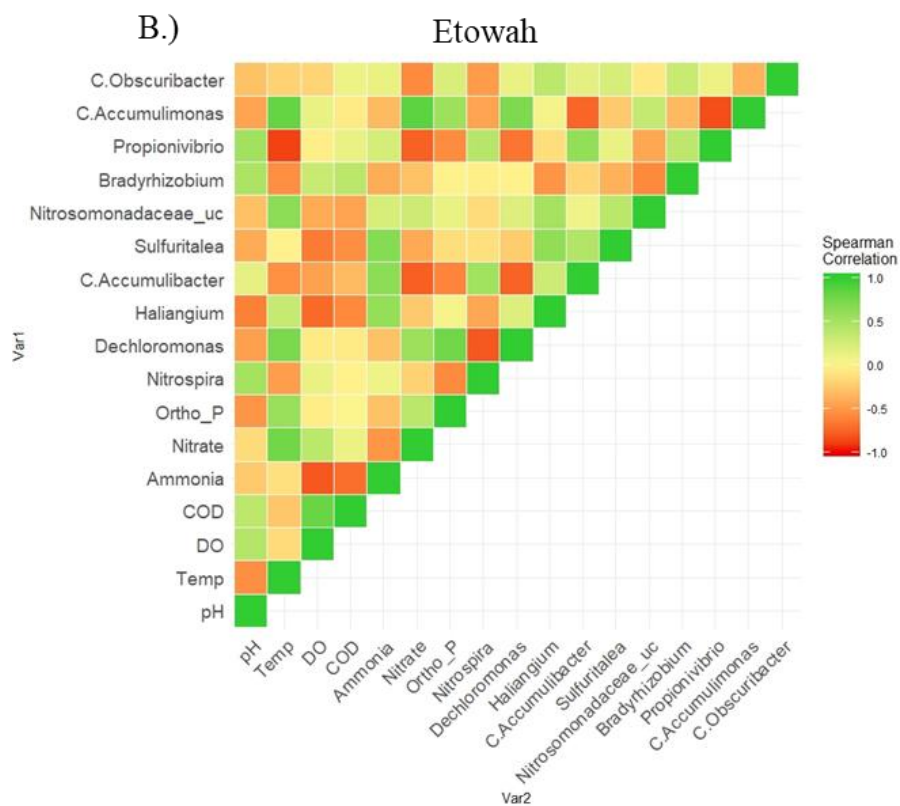 B.)
Etowah
C.Obscuribacter
C.Accumulimonas
Propionivibrio
Bradyrhizobium
Nitrosomonadaceae_uc
Sulfuritalea
C.Accumulibacter
Haliangium
Dechloromonas
Nitrospira
Ortho_P
Nitrate
Ammonia
COD
DO
Temp
pH
Var1
pH
Temp
DO
COD
Ammonia
Nitrate
Ortho_P
Nitrospira
Dechloromonas
Haliangium
C.Accumulibacter
Sulfuritalea
Nitrosomonadaceae_uc
Bradyrhizobium
Propionivibrio
C.Accumulimonas
C.Obscuribacter
Var2
Spearman
Correlation
1.0
0.5
0.0
-0.5
-1.0